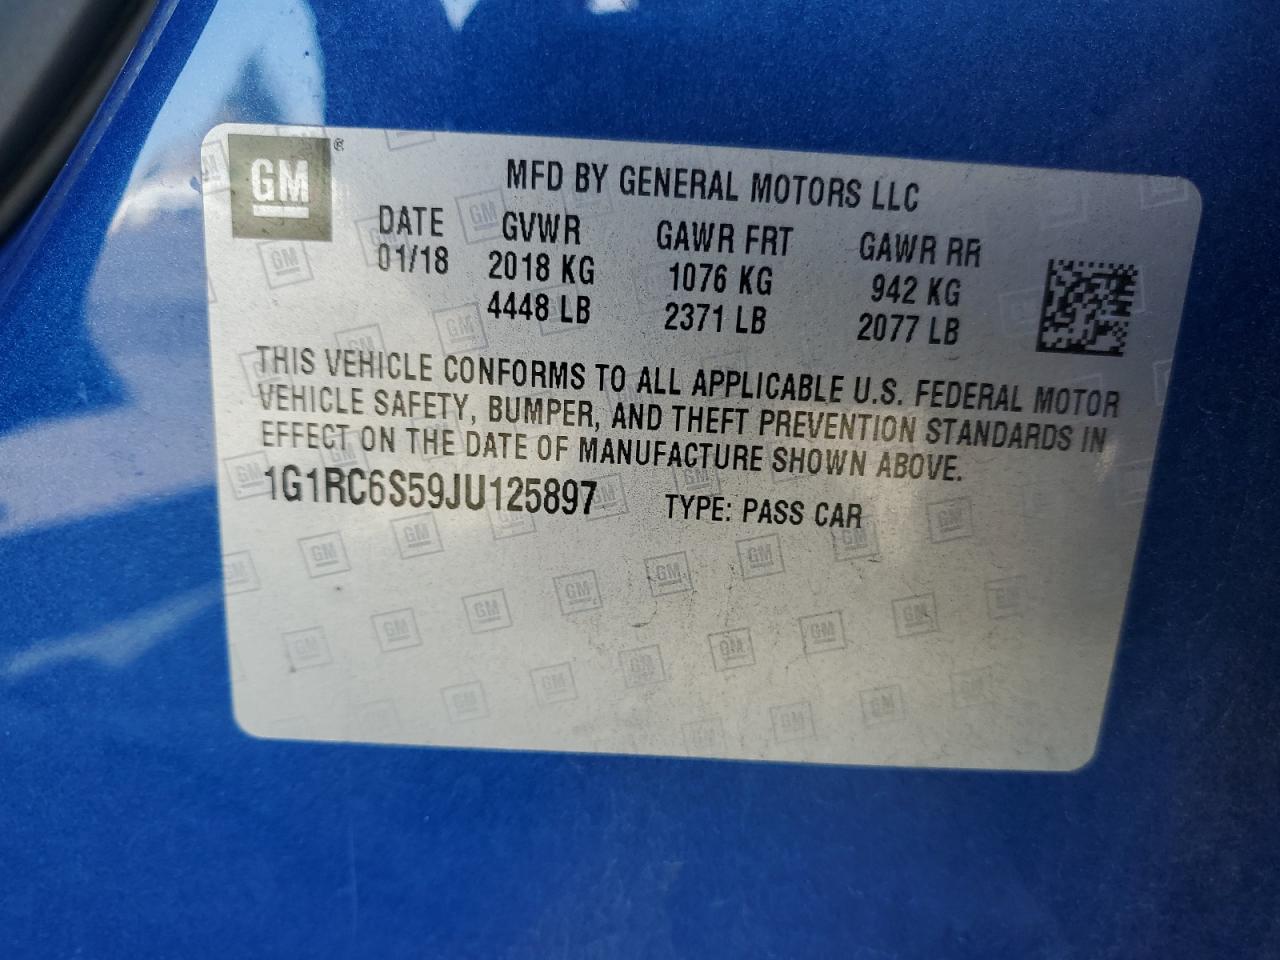 GM ®
MFD BY GENERAL MOTORS LLC
DATE GVWR GAWR FRT GAWR RR
01/18 2018 KG 1076 KG 942 KG
4448 LB 2371 LB 2077 LB
THIS VEHICLE CONFORMS TO ALL APPLICABLE U.S. FEDERAL MOTOR
VEHICLE SAFETY, BUMPER, AND THEFT PREVENTION STANDARDS IN
EFFECT ON THE DATE OF MANUFACTURE SHOWN ABOVE.
1G1RC6S59JU125897 TYPE: PASS CAR